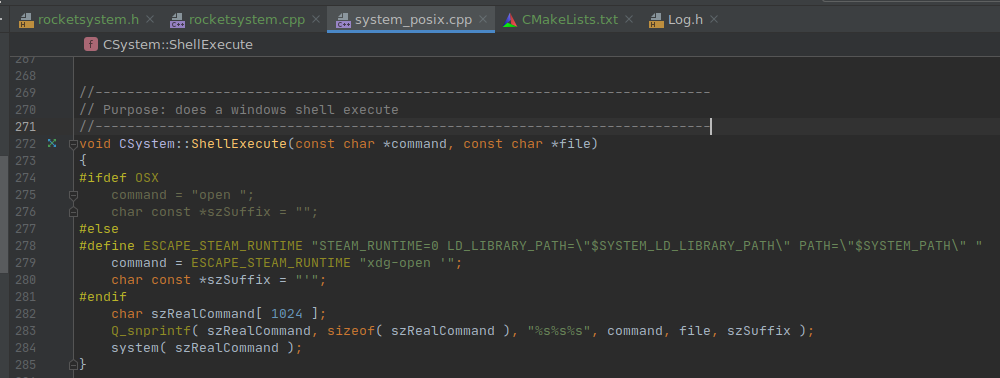 rocketsystem.h × rocketsystem.cpp × system_posix.cpp × CMakeLists.txt × Log.h ×
f CSystem::ShellExecute
267
268
269 //-----------------------------------------------------------------------------
270 // Purpose: does a windows shell execute
271 //-----------------------------------------------------------------------------
272 void CSystem::ShellExecute(const char *command, const char *file)
273 {
274 #ifdef OSX
275     command = "open ";
276     char const *szSuffix = "";
277 #else
278 #define ESCAPE_STEAM_RUNTIME "STEAM_RUNTIME=0 LD_LIBRARY_PATH=\"$SYSTEM_LD_LIBRARY_PATH\" PATH=\"$SYSTEM_PATH\" "
279     command = ESCAPE_STEAM_RUNTIME "xdg-open '";
280     char const *szSuffix = "'";
281 #endif
282     char szRealCommand[ 1024 ];
283     Q_snprintf( szRealCommand, sizeof( szRealCommand ), "%s%s%s", command, file, szSuffix );
284     system( szRealCommand );
285 }